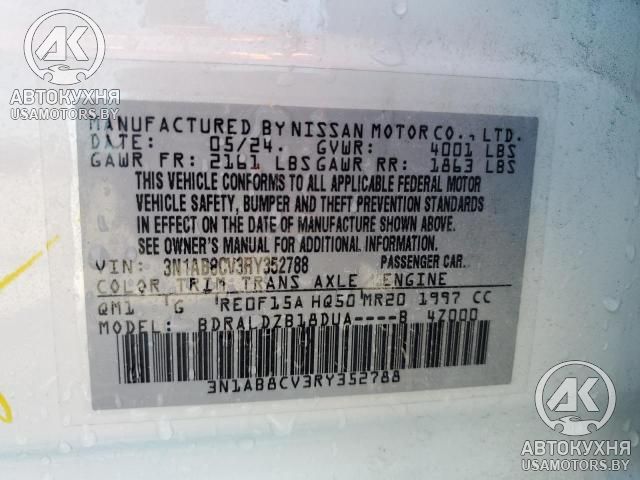 АК
АВТОКУХНЯ
USAMOTORS.BY
MANUFACTURED BY NISSAN MOTOR CO., LTD.
DATE: 05/24. GVWR: 4001 LBS
GAWR FR: 2161 LBS GAWR RR: 1863 LBS
THIS VEHICLE CONFORMS TO ALL APPLICABLE FEDERAL MOTOR
VEHICLE SAFETY, BUMPER AND THEFT PREVENTION STANDARDS
IN EFFECT ON THE DATE OF MANUFACTURE SHOWN ABOVE.
SEE OWNER'S MANUAL FOR ADDITIONAL INFORMATION.
VIN: 3N1AB8CV3RY352788 PASSENGER CAR.
COLOR TRIM TRANS AXLE ENGINE
QM1 G RE0F15A HQ50 MR20 1997 CC
MODEL: BDRALDZB18DUA----B 4Z000
3N1AB8CV3RY352788
АК
АВТОКУХНЯ
USAMOTORS.BY